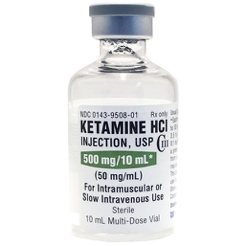 NDC 0143-9508-01 Rx only
KETAMINE HCl
INJECTION, USP CIII
500 mg/10 mL*
(50 mg/mL)
For Intramuscular or
Slow Intravenous Use
Sterile
10 mL Multi-Dose Vial